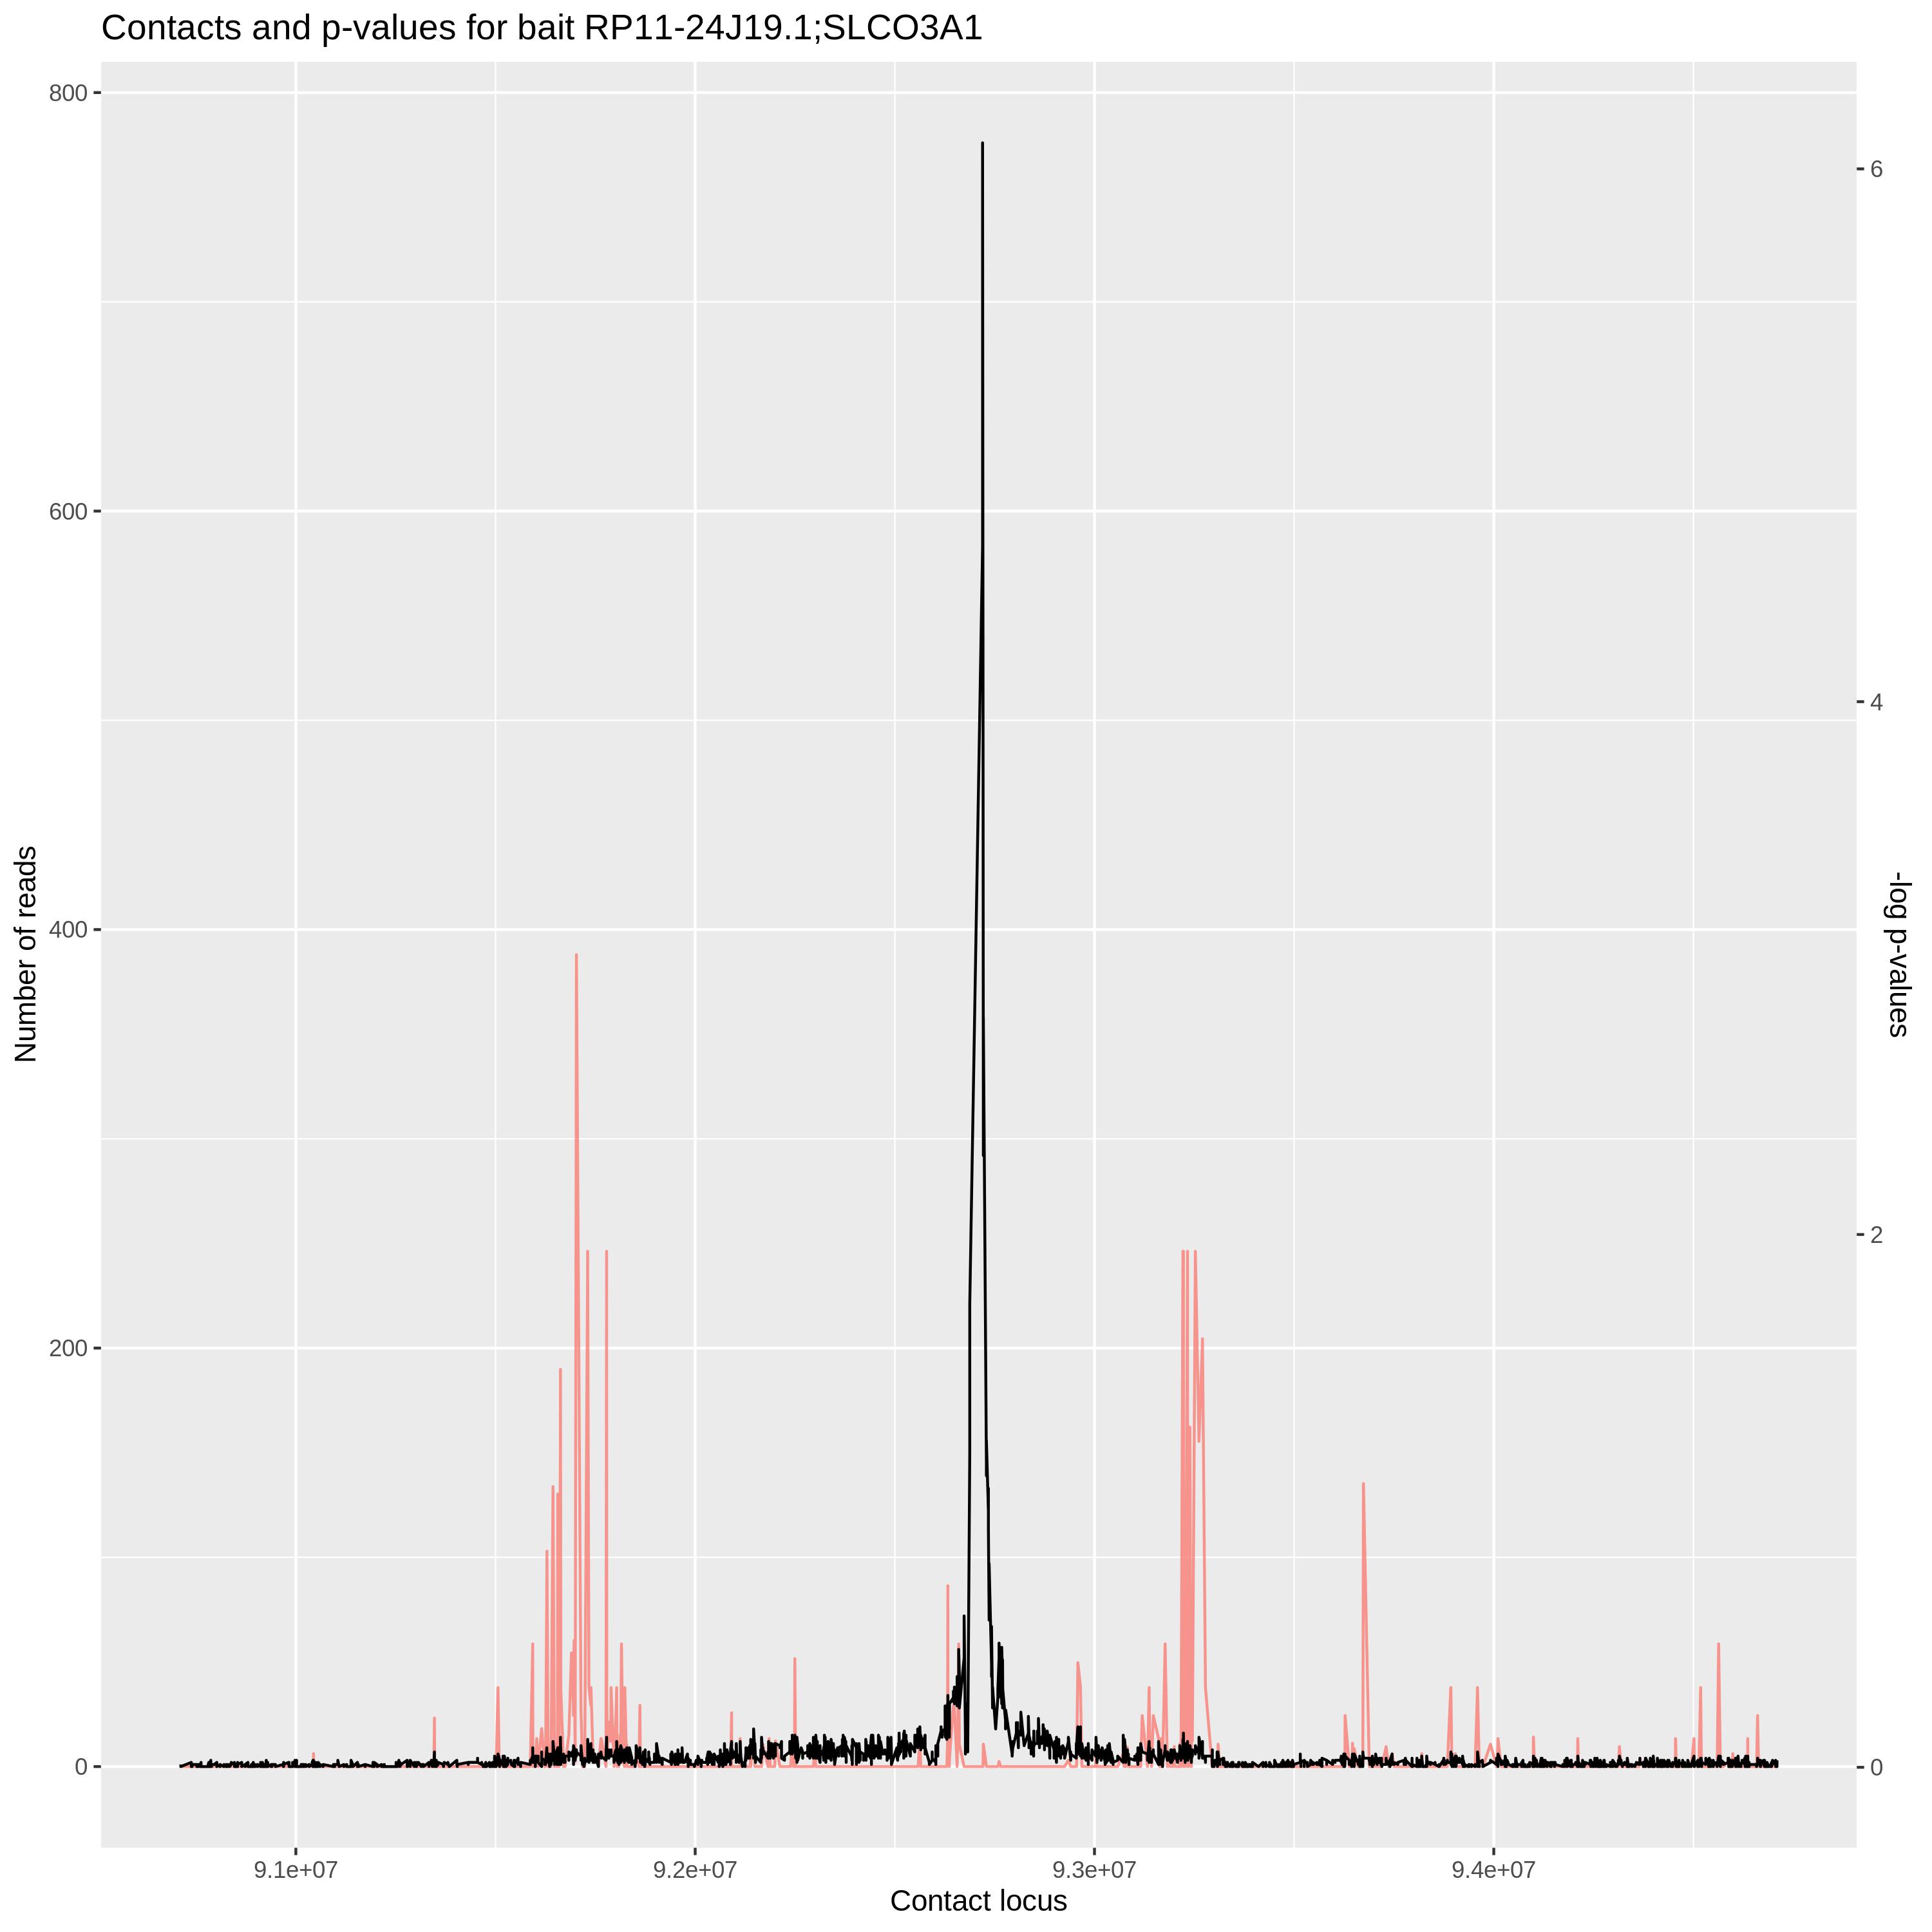 Contacts and p-values for bait RP11-24J19.1;SLCO3A1
800
600
400
200
0
6
4
2
0
Number of reads
-log p-values
9.1e+07
9.2e+07
9.3e+07
9.4e+07
Contact locus